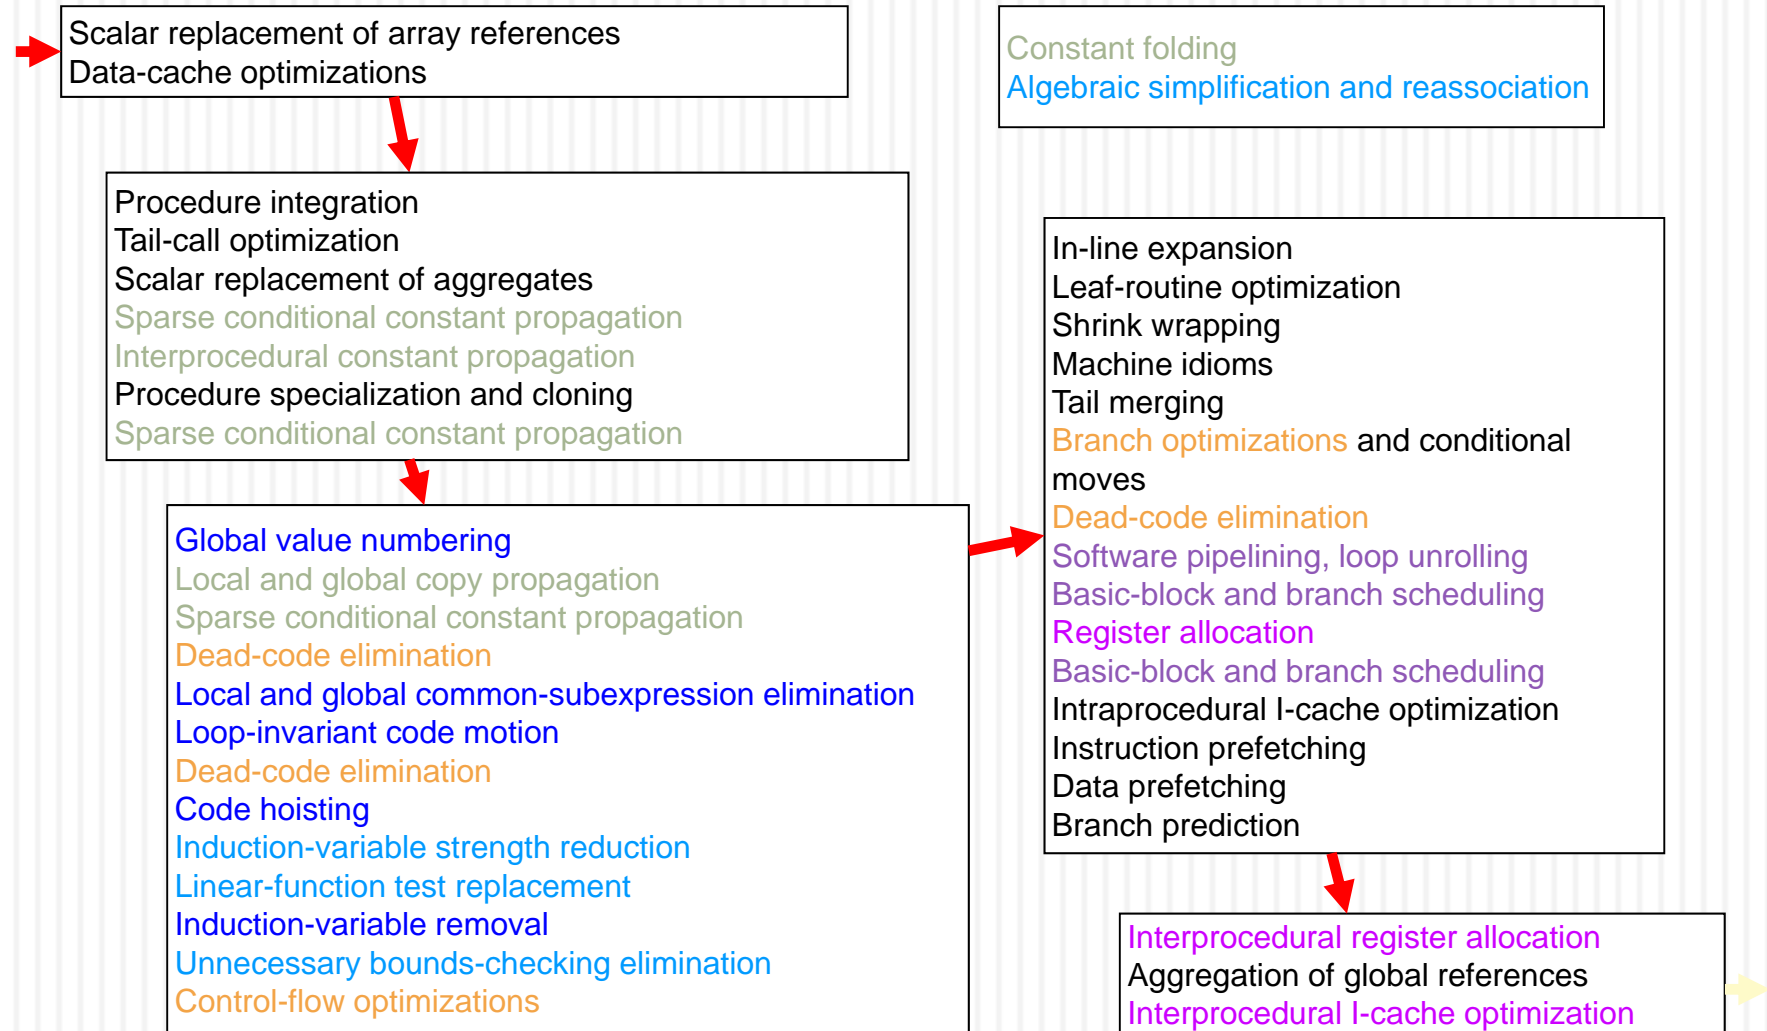 Scalar replacement of array references
Data-cache optimizations
Constant folding
Algebraic simplification and reassociation
Procedure integration
Tail-call optimization
Scalar replacement of aggregates
Sparse conditional constant propagation
Interprocedural constant propagation
Procedure specialization and cloning
Sparse conditional constant propagation
Global value numbering
Local and global copy propagation
Sparse conditional constant propagation
Dead-code elimination
Local and global common-subexpression elimination
Loop-invariant code motion
Dead-code elimination
Code hoisting
Induction-variable strength reduction
Linear-function test replacement
Induction-variable removal
Unnecessary bounds-checking elimination
Control-flow optimizations
In-line expansion
Leaf-routine optimization
Shrink wrapping
Machine idioms
Tail merging
Branch optimizations and conditional
moves
Dead-code elimination
Software pipelining, loop unrolling
Basic-block and branch scheduling
Register allocation
Basic-block and branch scheduling
Intraprocedural I-cache optimization
Instruction prefetching
Data prefetching
Branch prediction
Interprocedural register allocation
Aggregation of global references
Interprocedural I-cache optimization